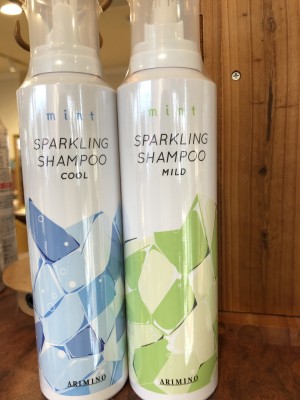 mint
SPARKLING
SHAMPOO
COOL
ARIMINO
mint
SPARKLING
SHAMPOO
MILD
ARIMINO